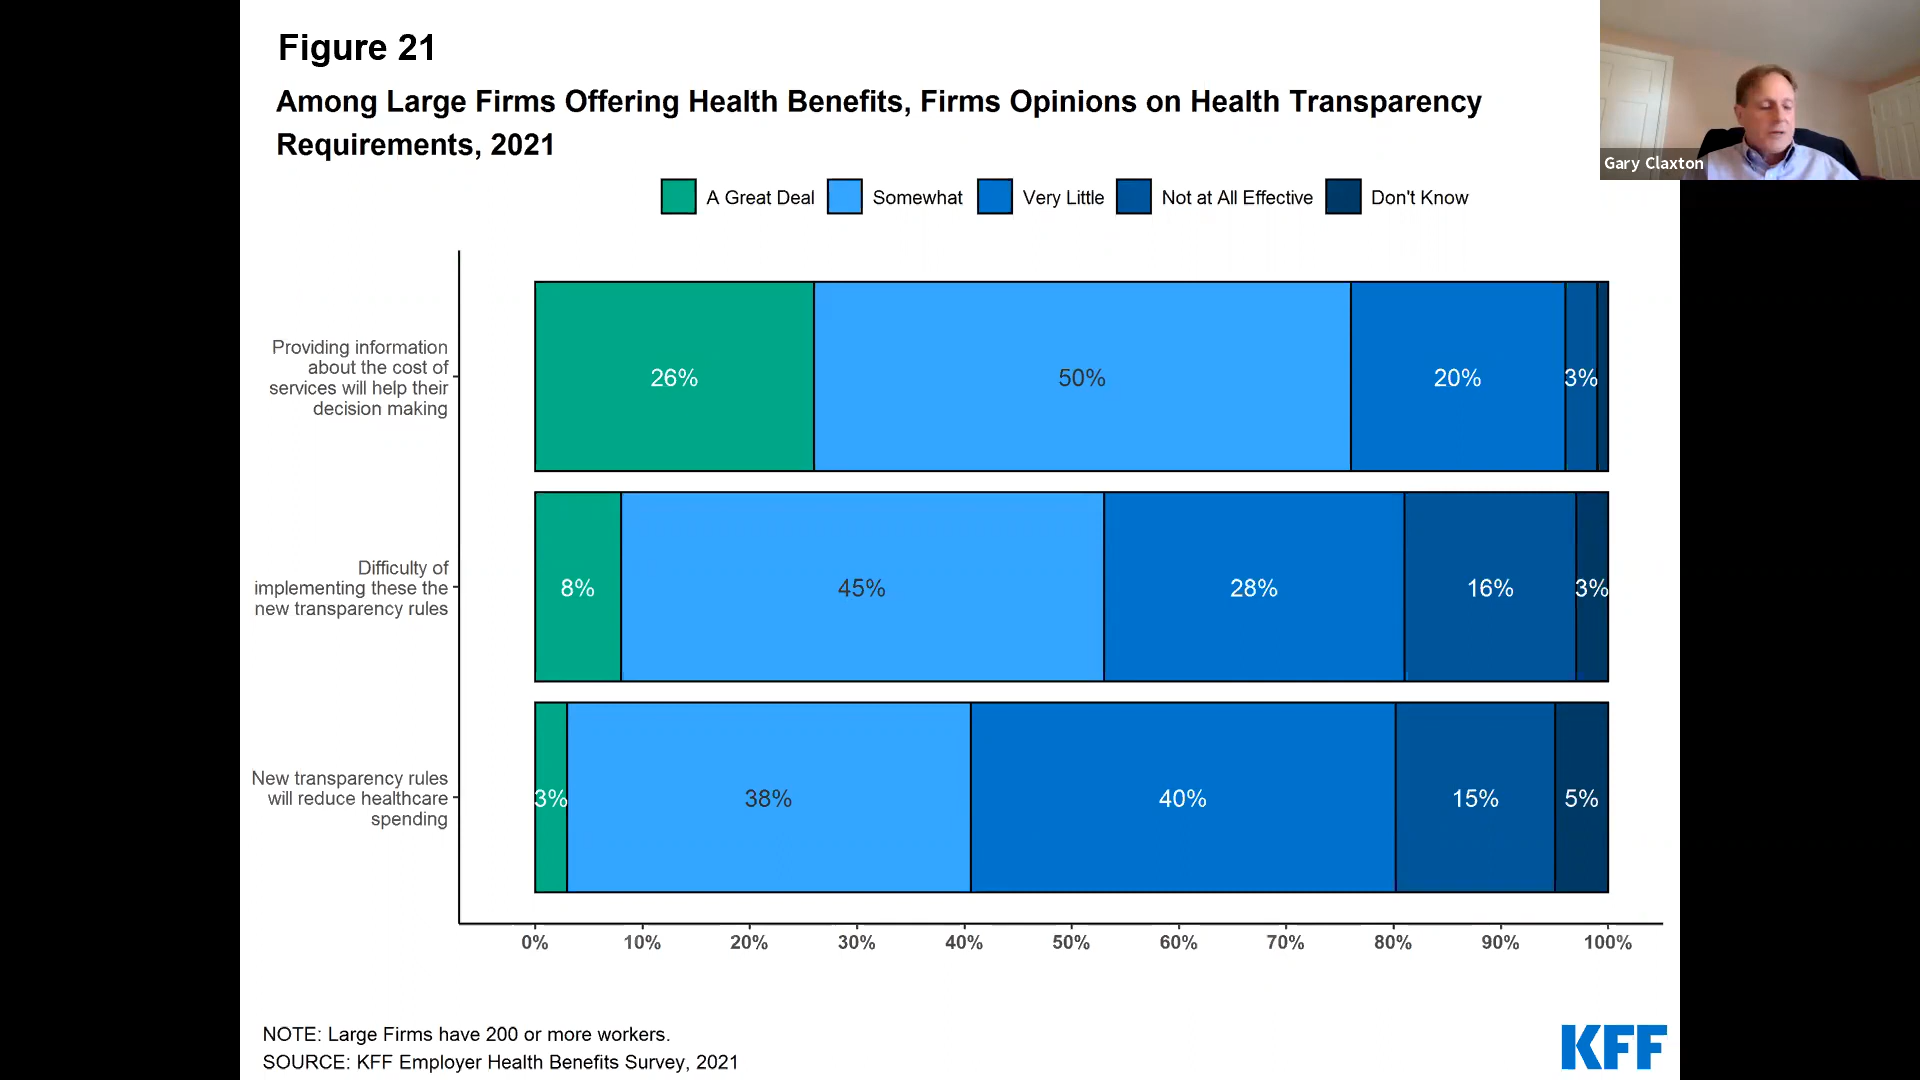 Figure 21
Among Large Firms Offering Health Benefits, Firms Opinions on Health Transparency
Requirements, 2021
Gary Claxton
A Great Deal Somewhat Very Little Not at All Effective Don't Know
Providing information
about the cost of
services will help their
decision making
26% 50% 20% 3%
Difficulty of
implementing these the
new transparency rules
8% 45% 28% 16% 3%
New transparency rules
will reduce healthcare
spending
3% 38% 40% 15% 5%
0% 10% 20% 30% 40% 50% 60% 70% 80% 90% 100%
NOTE: Large Firms have 200 or more workers.
SOURCE: KFF Employer Health Benefits Survey, 2021
KFF